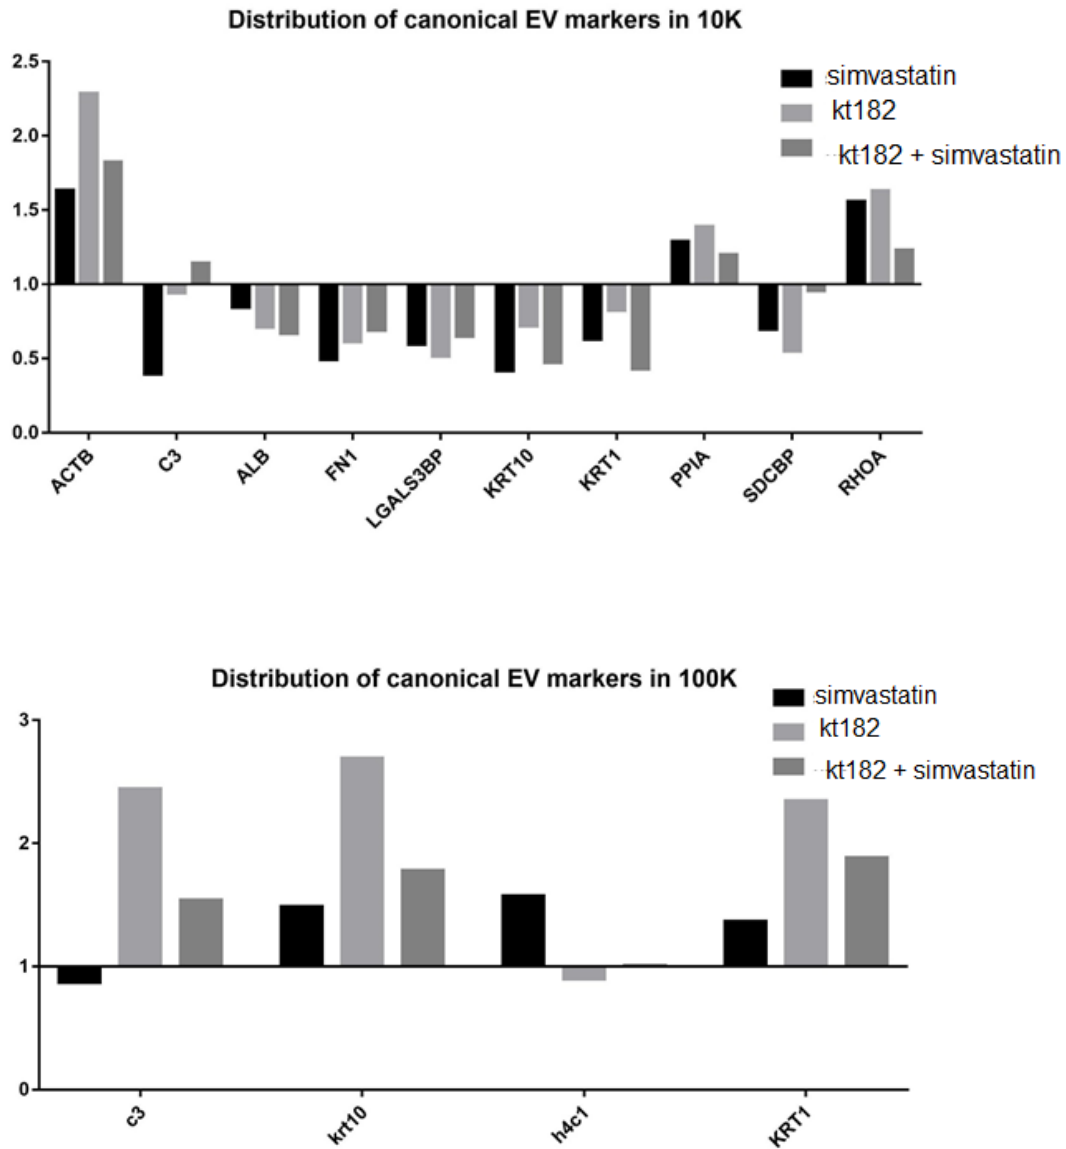 Distribution of canonical EV markers in 10K
simvastatin
kt182
kt182 + simvastatin
2.5
2.0
1.5
1.0
0.5
0.0
ACTB
C3
ALB
FN1
LGALS3BP
KRT10
KRT1
PPIA
SDCBP
RHOA
Distribution of canonical EV markers in 100K
simvastatin
kt182
kt182 + simvastatin
3
2
1
0
c3
krt10
h4c1
KRT1